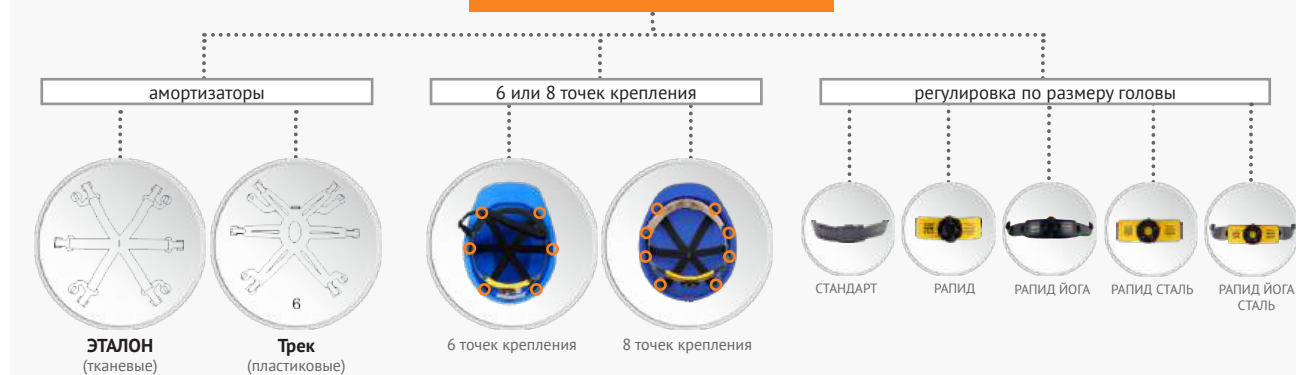 амортизаторы
6 или 8 точек крепления
регулировка по размеру головы
6
СТАНДАРТ
РАПИД
РАПИД ЙОГА
РАПИД СТАЛЬ
РАПИД ЙОГА
СТАЛЬ
ЭТАЛОН
(тканевые)
Трек
(пластиковые)
6 точек крепления
8 точек крепления